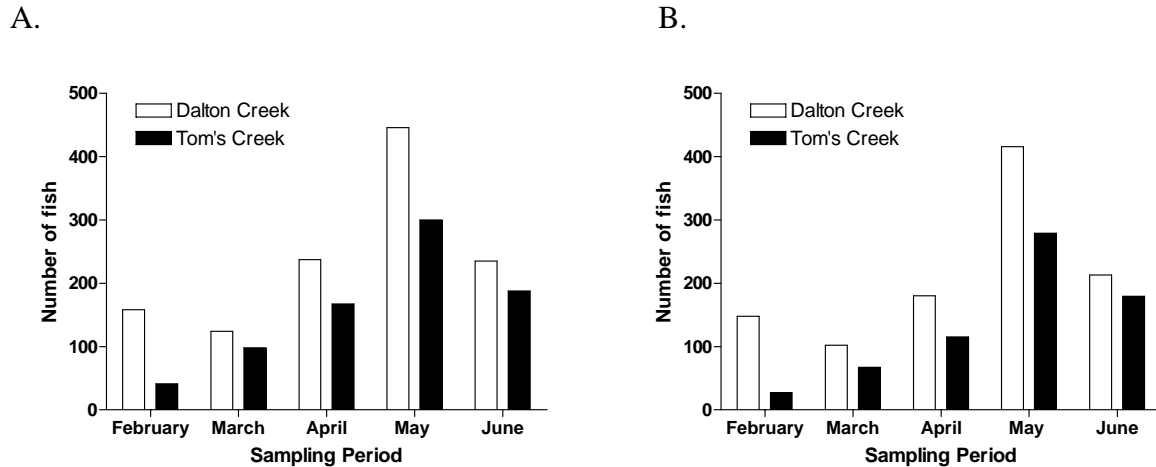 A.
500
400
300
200
100
0
Number of fish
Dalton Creek
Tom's Creek
February March April May June
Sampling Period
B.
500
400
300
200
100
0
Number of fish
Dalton Creek
Tom's Creek
February March April May June
Sampling Period